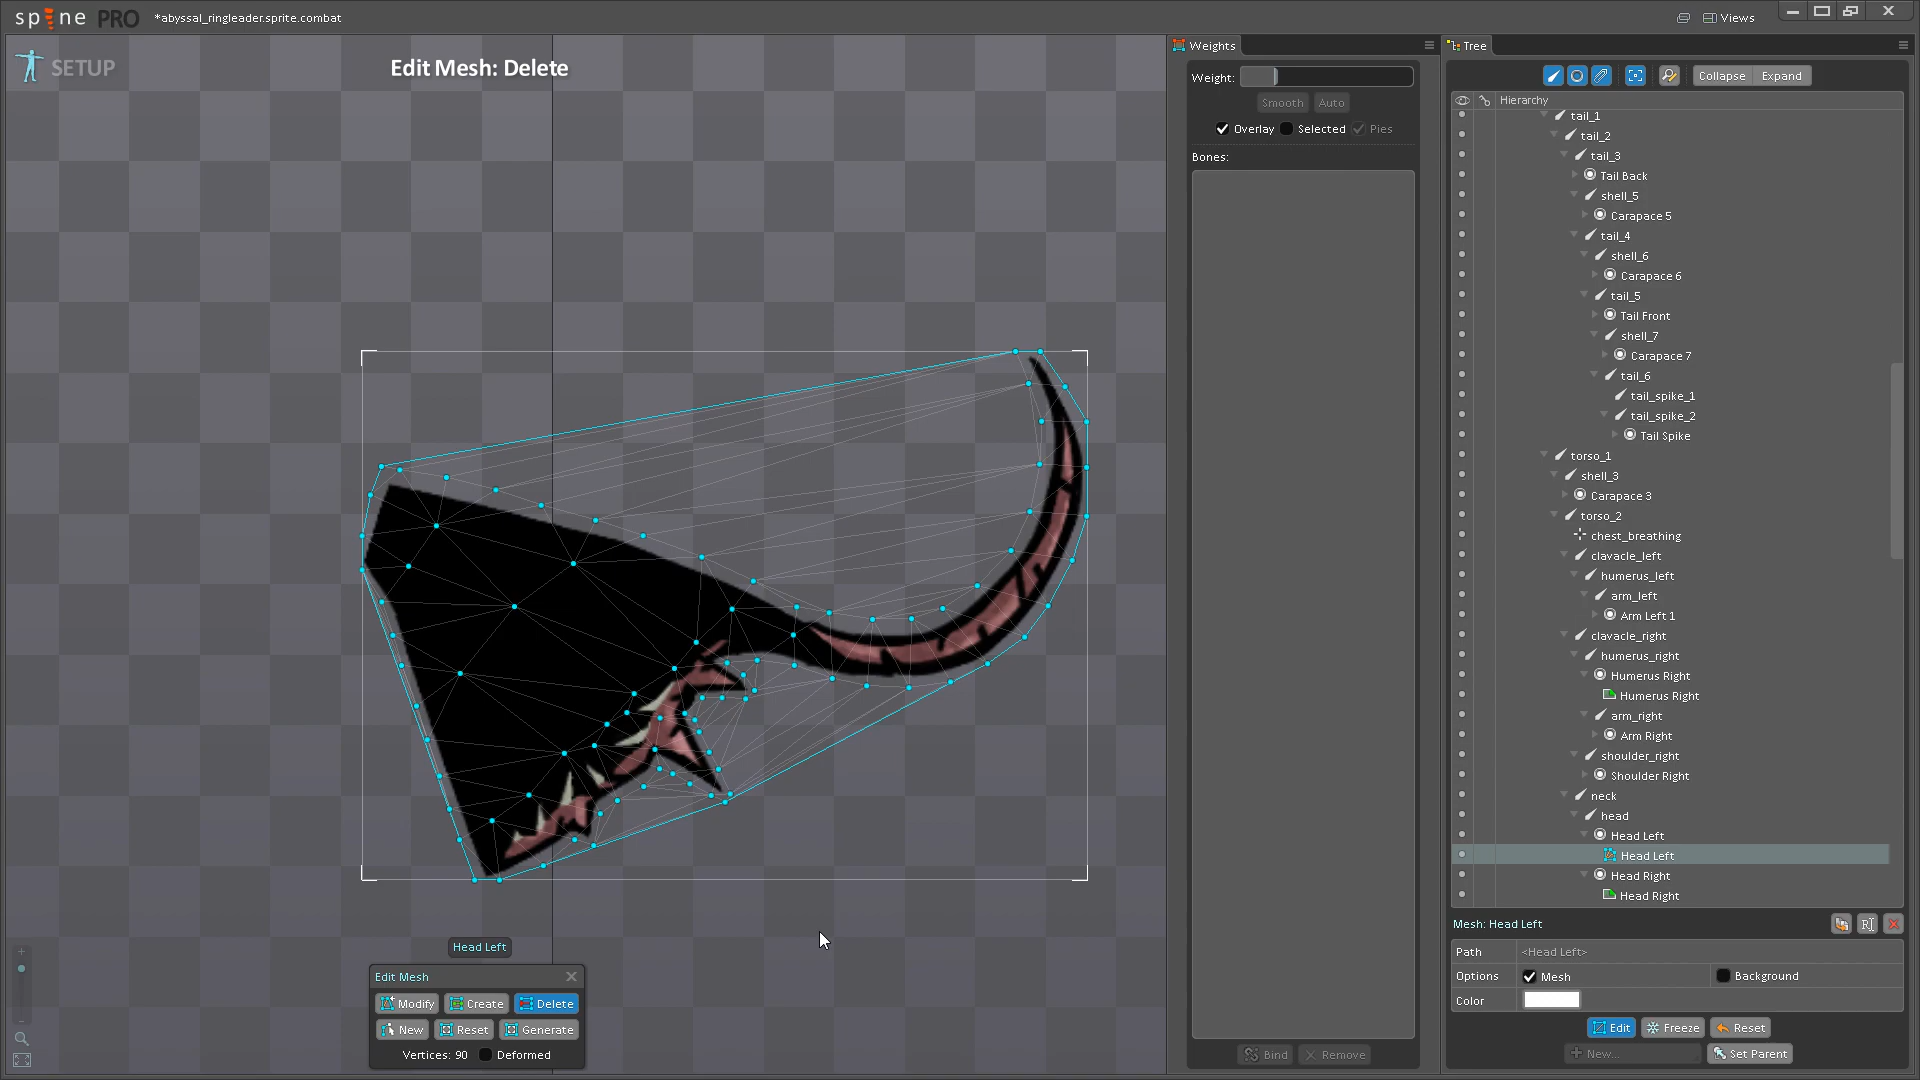 spine PRO *abyssal_ringleader.sprite.combat
Views
SETUP
Edit Mesh: Delete
Weights
Weight:
Smooth Auto
Overlay Selected Pies
Bones:
Bind Remove
Tree
Collapse Expand
Hierarchy
tail_1
tail_2
tail_3
Tail Back
shell_5
Carapace 5
tail_4
shell_6
Carapace 6
tail_5
Tail Front
shell_7
Carapace 7
tail_6
tail_spike_1
tail_spike_2
Tail Spike
torso_1
shell_3
Carapace 3
torso_2
chest_breathing
clavacle_left
humerus_left
arm_left
Arm Left 1
clavacle_right
humerus_right
Humerus Right
Humerus Right
arm_right
Arm Right
shoulder_right
Shoulder Right
neck
head
Head Left
Head Left
Head Right
Head Right
Mesh: Head Left
Path <Head Left>
Options Mesh Background
Color
Edit Freeze Reset
New... Set Parent
Head Left
Edit Mesh
Modify Create Delete
New Reset Generate
Vertices: 90 Deformed